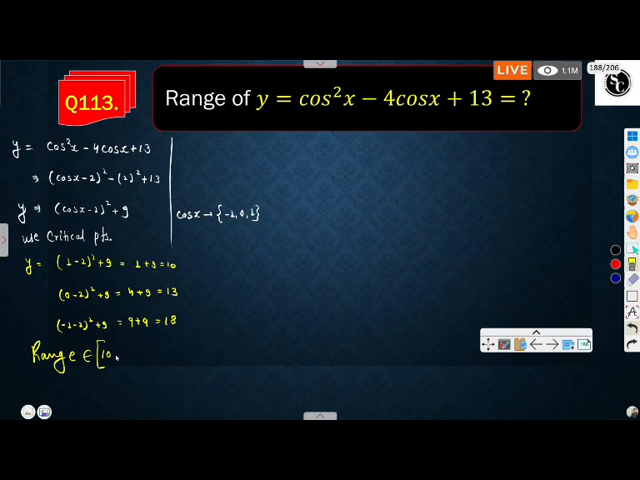 LIVE 1.1M 188/206
Q113.
Range of y = cos²x − 4cosx + 13 = ?
y = cos²x - 4cosx + 13
⇒ (cosx-2)² - (2)² + 13
y ⇒ (cosx-2)² + 9
cosx → {-1, 0, 1}
use Critical pts.
y = (1-2)² + 9 = 1 + 9 = 10
(0-2)² + 9 = 4 + 9 = 13
(-1-2)² + 9 = 9 + 9 = 18
Range ∈ [10,